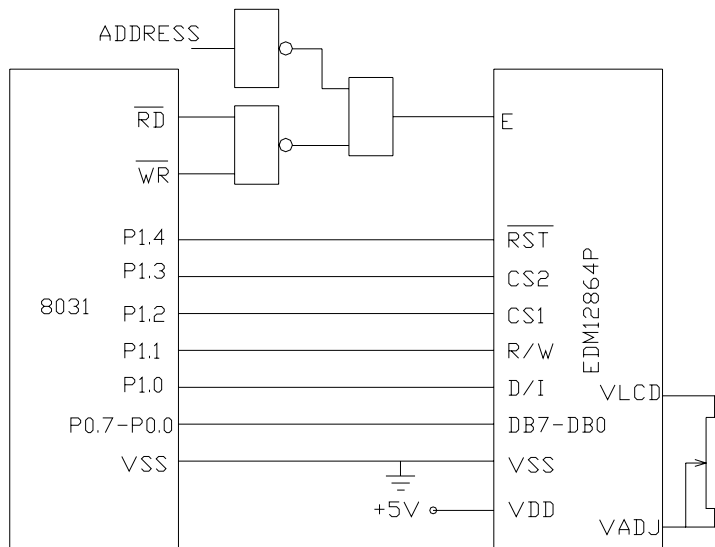 ADDRESS
RD
WR
E
P1.4
RST
P1.3
CS2
P1.2
CS1
8031
EDM12864P
P1.1
R/W
P1.0
D/I
VLCD
P0.7-P0.0
DB7-DB0
VSS
VSS
+5V
VDD
VADJ